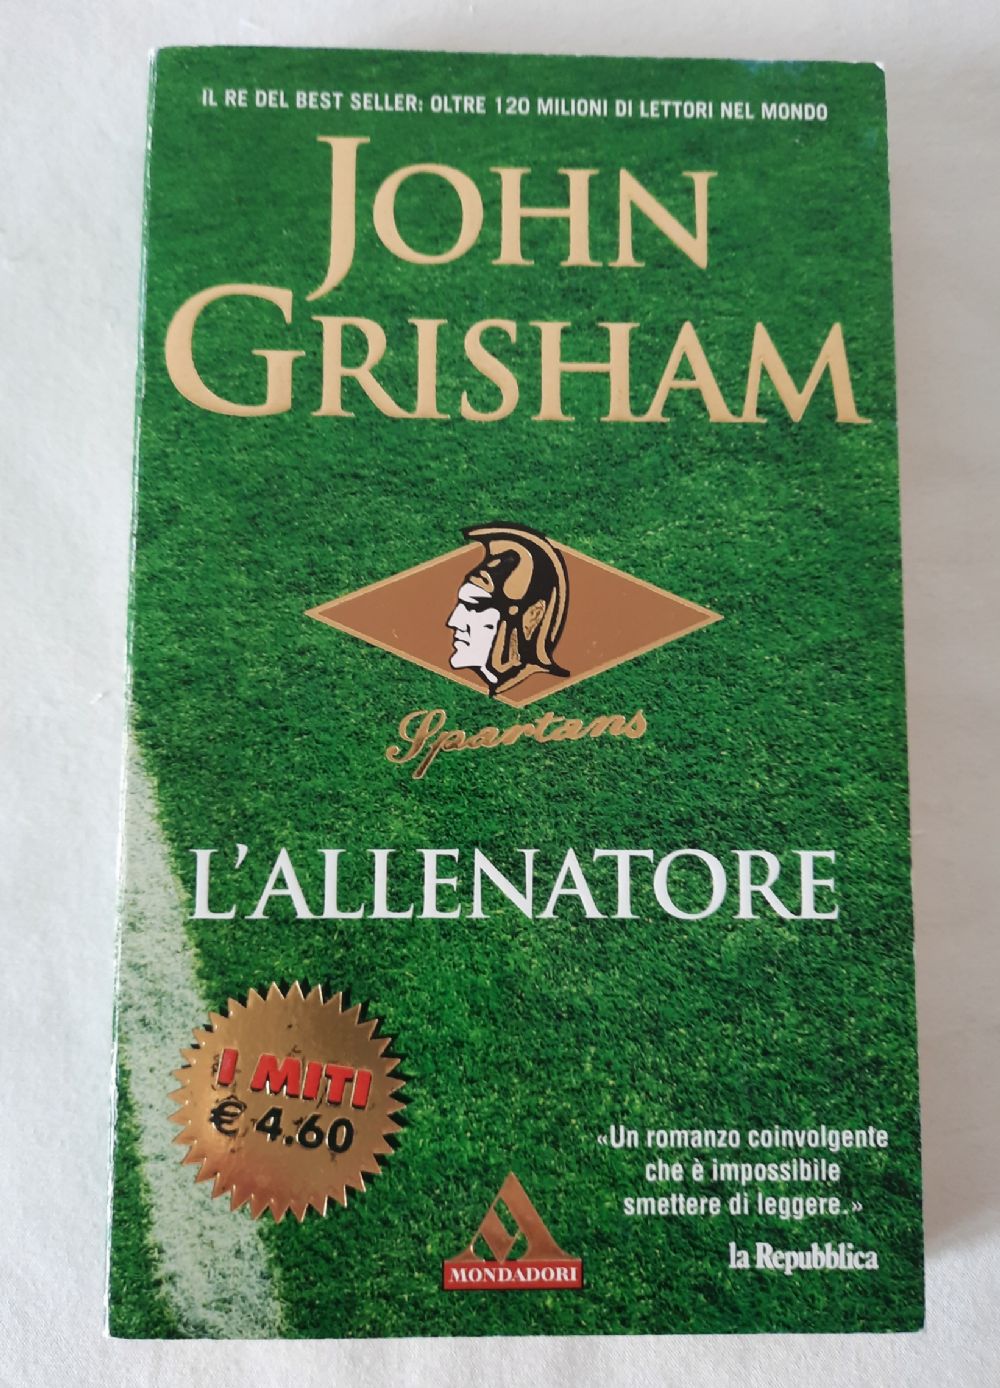 IL RE DEL BEST SELLER: OLTRE 120 MILIONI DI LETTORI NEL MONDO
JOHN
GRISHAM
Spartans
L'ALLENATORE
I MITI
€ 4.60
«Un romanzo coinvolgente
che è impossibile
smettere di leggere.»
la Repubblica
MONDADORI